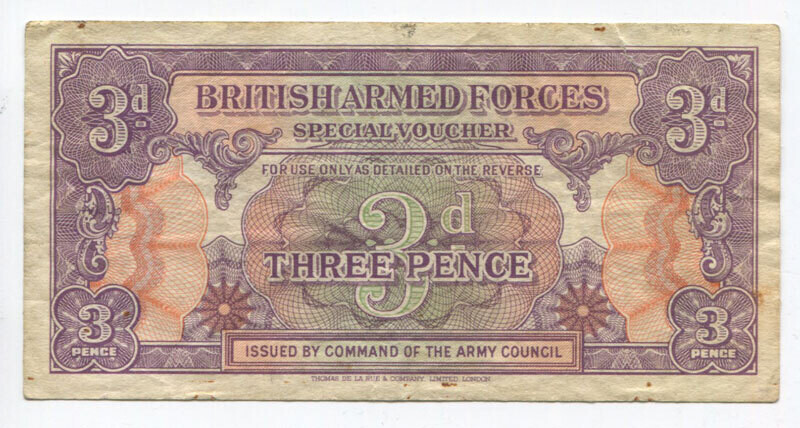 3d
3d
BRITISH ARMED FORCES
SPECIAL VOUCHER
FOR USE ONLY AS DETAILED ON THE REVERSE
3d
THREE PENCE
3
PENCE
3
PENCE
ISSUED BY COMMAND OF THE ARMY COUNCIL
THOMAS DE LA RUE & COMPANY, LIMITED, LONDON.